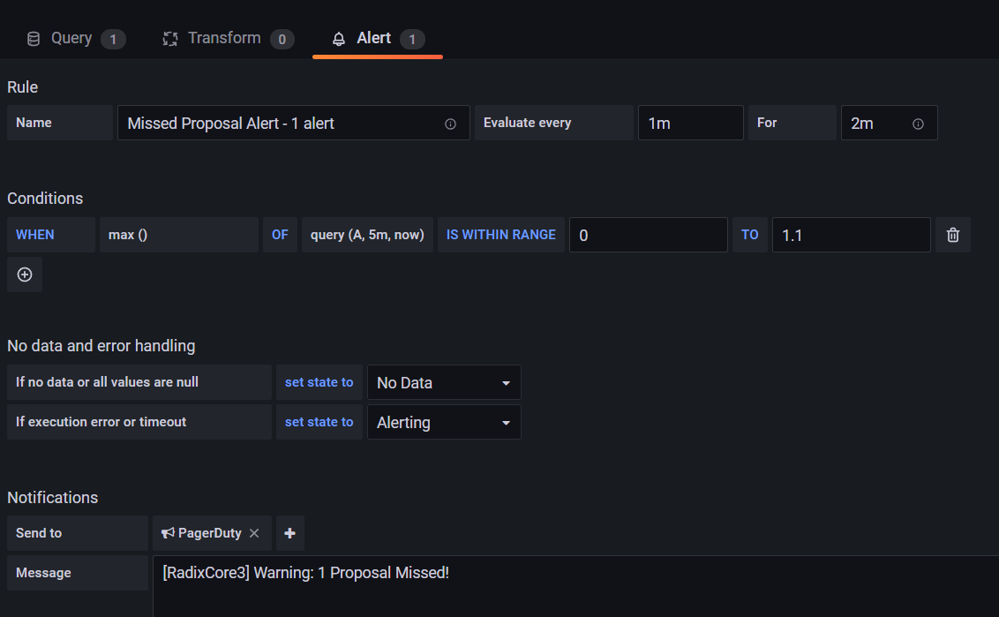 Query 1 Transform 0 Alert 1
Rule
Name Missed Proposal Alert - 1 alert Evaluate every 1m For 2m
Conditions
WHEN max () OF query (A, 5m, now) IS WITHIN RANGE 0 TO 1.1
No data and error handling
If no data or all values are null set state to No Data
If execution error or timeout set state to Alerting
Notifications
Send to PagerDuty
Message [RadixCore3] Warning: 1 Proposal Missed!